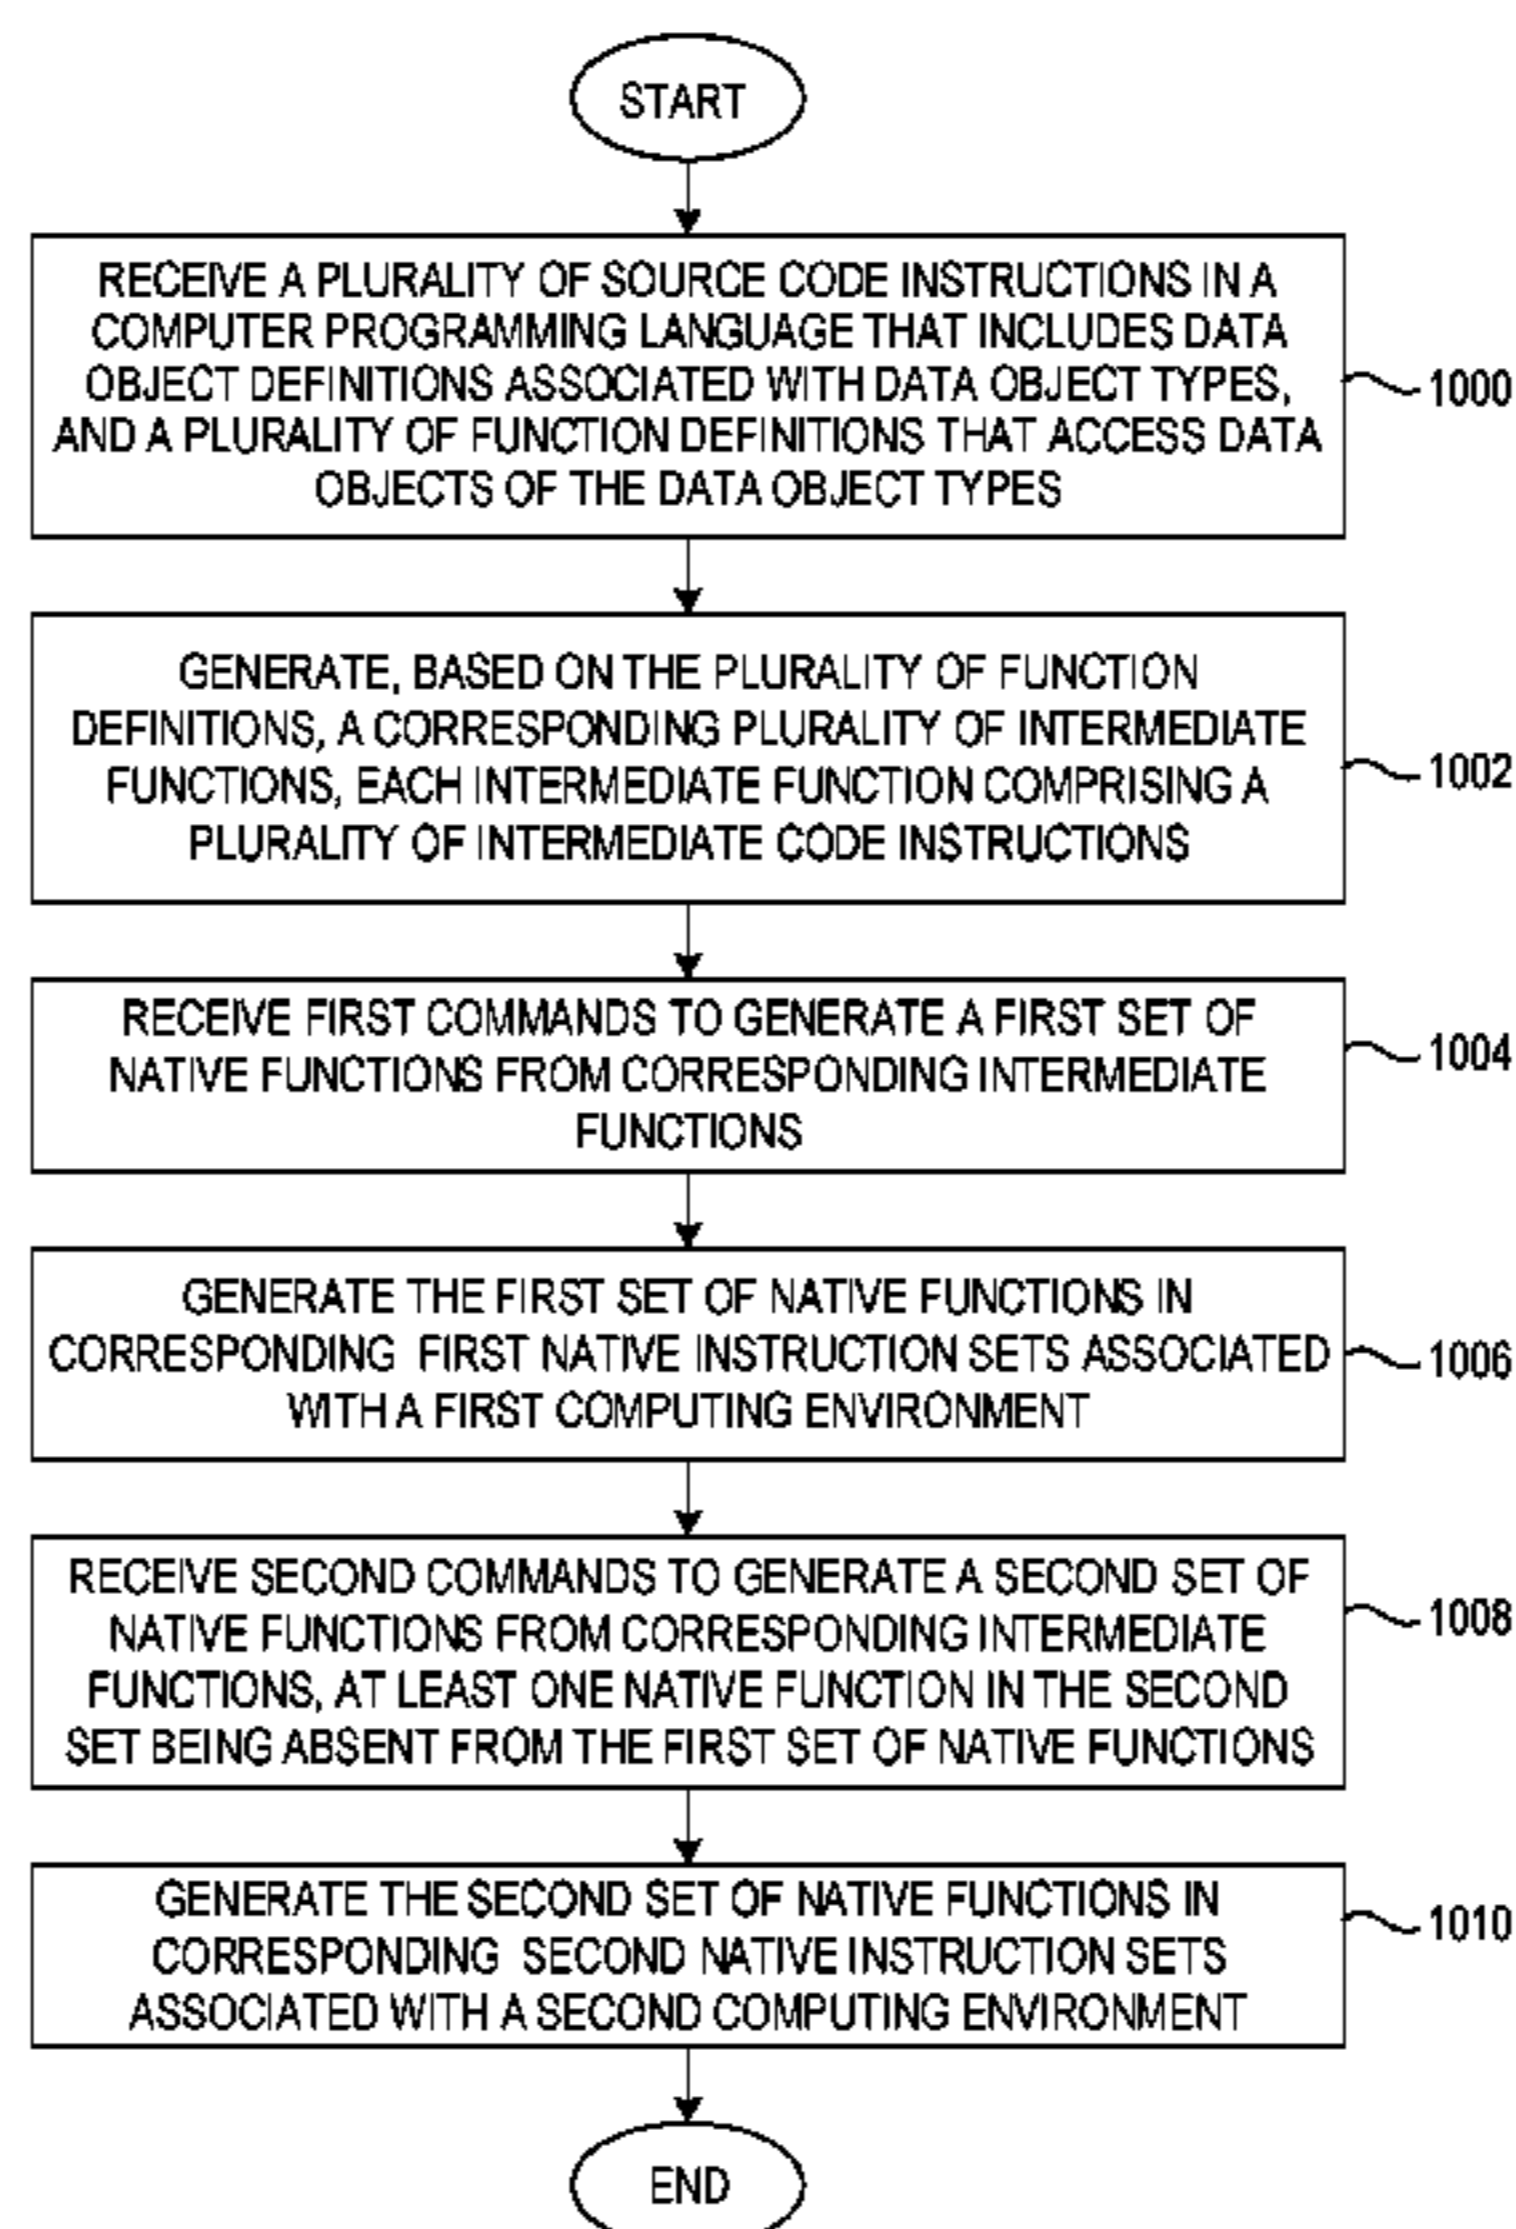 START
RECEIVE A PLURALITY OF SOURCE CODE INSTRUCTIONS IN A
COMPUTER PROGRAMMING LANGUAGE THAT INCLUDES DATA
OBJECT DEFINITIONS ASSOCIATED WITH DATA OBJECT TYPES,
AND A PLURALITY OF FUNCTION DEFINITIONS THAT ACCESS DATA
OBJECTS OF THE DATA OBJECT TYPES
1000
GENERATE, BASED ON THE PLURALITY OF FUNCTION
DEFINITIONS, A CORRESPONDING PLURALITY OF INTERMEDIATE
FUNCTIONS, EACH INTERMEDIATE FUNCTION COMPRISING A
PLURALITY OF INTERMEDIATE CODE INSTRUCTIONS
1002
RECEIVE FIRST COMMANDS TO GENERATE A FIRST SET OF
NATIVE FUNCTIONS FROM CORRESPONDING INTERMEDIATE
FUNCTIONS
1004
GENERATE THE FIRST SET OF NATIVE FUNCTIONS IN
CORRESPONDING FIRST NATIVE INSTRUCTION SETS ASSOCIATED
WITH A FIRST COMPUTING ENVIRONMENT
1006
RECEIVE SECOND COMMANDS TO GENERATE A SECOND SET OF
NATIVE FUNCTIONS FROM CORRESPONDING INTERMEDIATE
FUNCTIONS, AT LEAST ONE NATIVE FUNCTION IN THE SECOND
SET BEING ABSENT FROM THE FIRST SET OF NATIVE FUNCTIONS
1008
GENERATE THE SECOND SET OF NATIVE FUNCTIONS IN
CORRESPONDING SECOND NATIVE INSTRUCTION SETS
ASSOCIATED WITH A SECOND COMPUTING ENVIRONMENT
1010
END